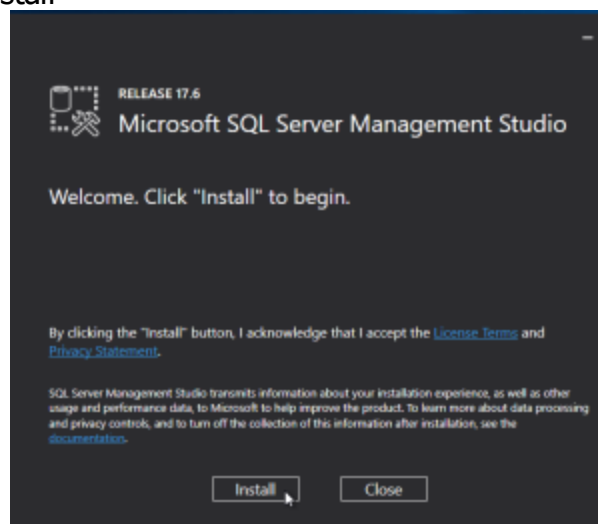 stall
RELEASE 17.6
Microsoft SQL Server Management Studio
Welcome. Click "Install" to begin.
By clicking the "Install" button, I acknowledge that I accept the License Terms and
Privacy Statement.
SQL Server Management Studio transmits information about your installation experience, as well as other
usage and performance data, to Microsoft to help improve the product. To learn more about data processing
and privacy controls, and to turn off the collection of this information after installation, see the
documentation.
Install Close